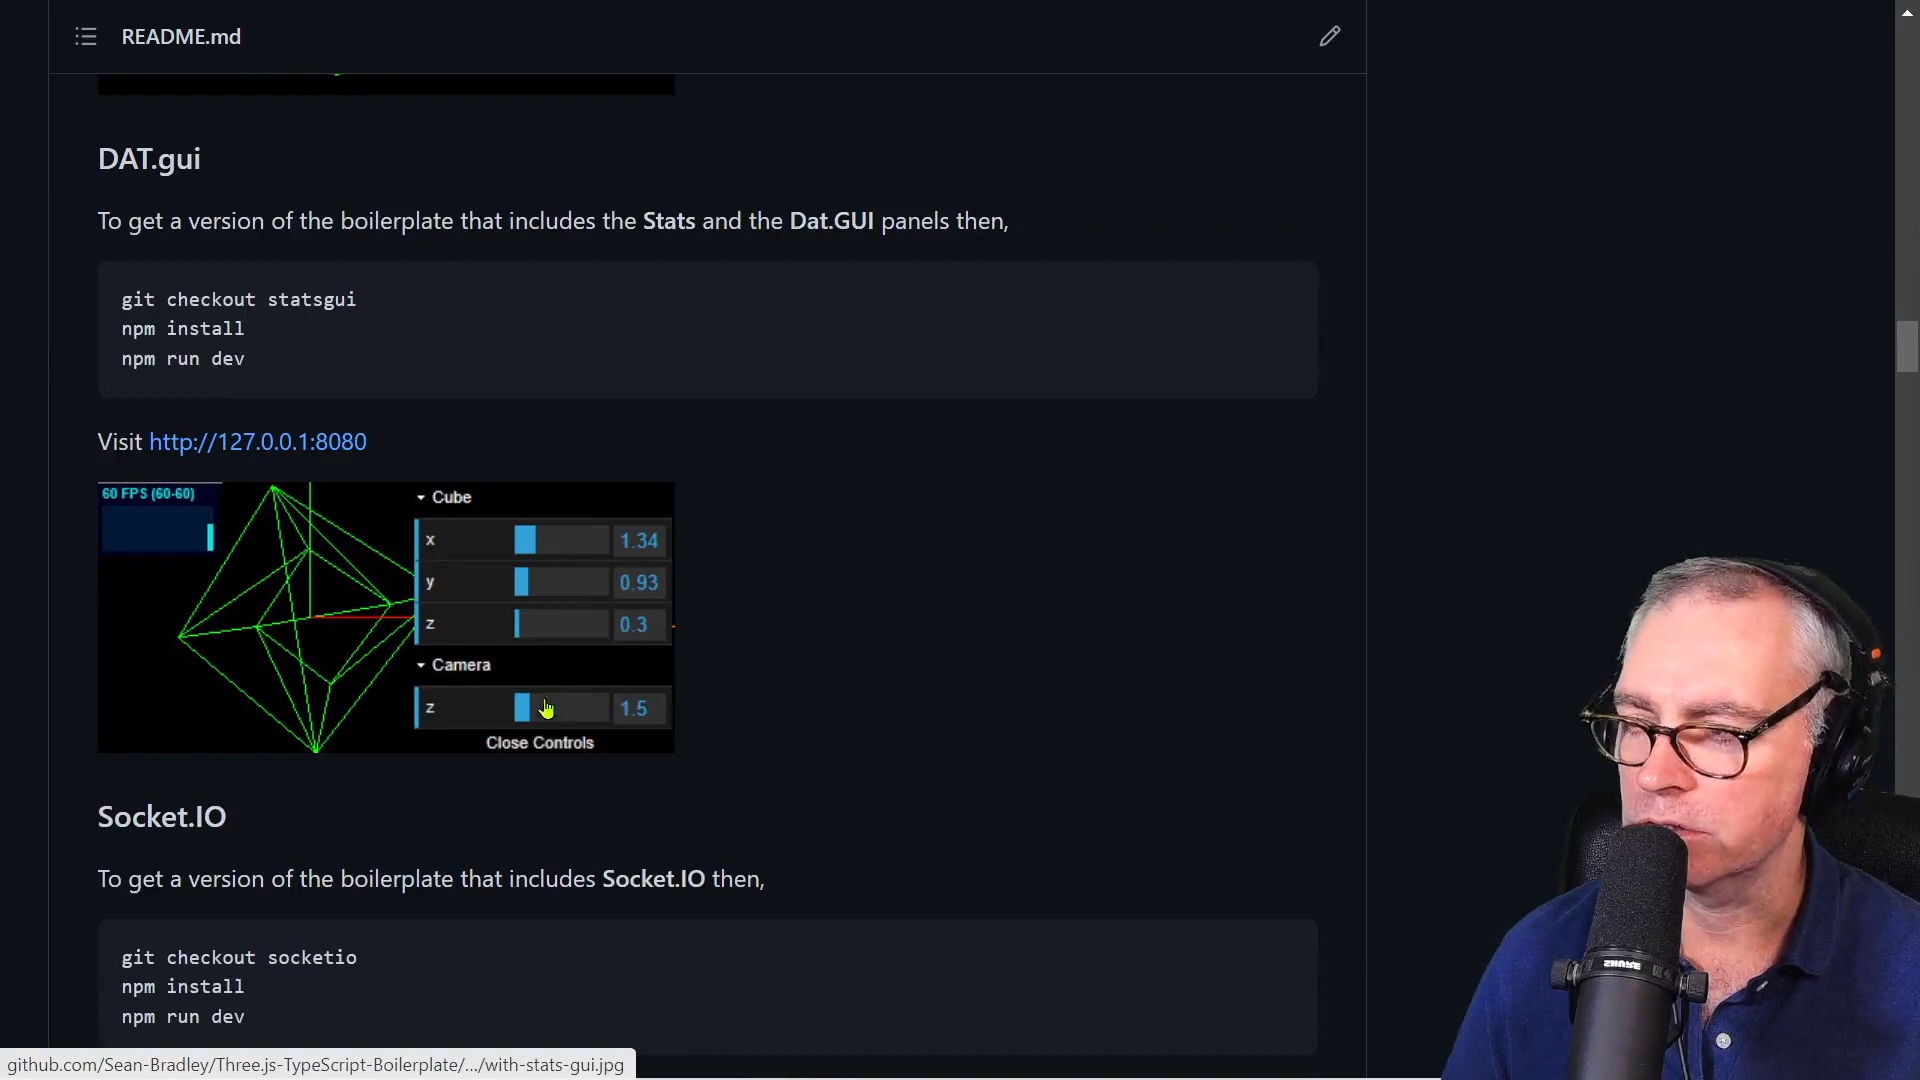 README.md
DAT.gui
To get a version of the boilerplate that includes the Stats and the Dat.GUI panels then,
git checkout statsgui
npm install
npm run dev
Visit http://127.0.0.1:8080
60 FPS (60-60)
Cube
x 1.34
y 0.93
z 0.3
Camera
z 1.5
Close Controls
Socket.IO
To get a version of the boilerplate that includes Socket.IO then,
git checkout socketio
npm install
npm run dev
github.com/Sean-Bradley/Three.js-TypeScript-Boilerplate/.../with-stats-gui.jpg
SHURE